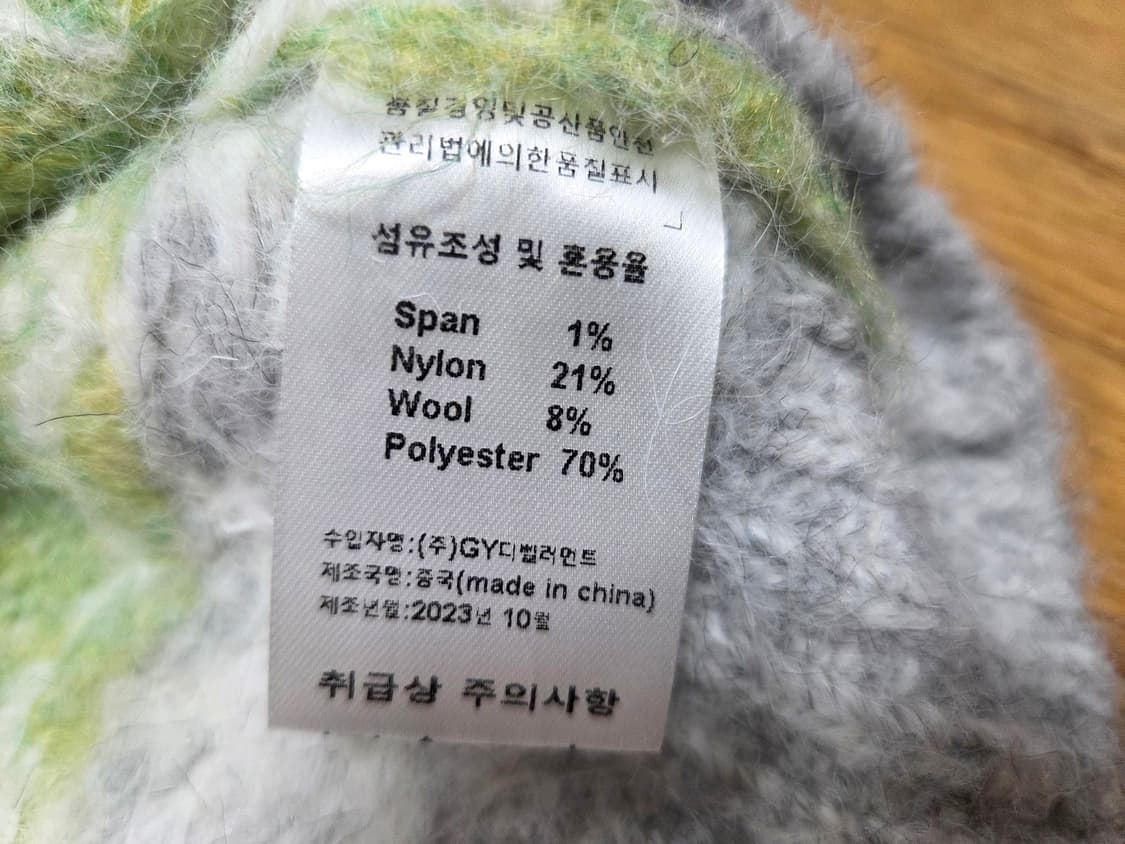 품질경영및공산품안전
관리법에의한품질표시
섬유조성 및 혼용율
Span 1%
Nylon 21%
Wool 8%
Polyester 70%
수입자명:(주)GY디벨러먼트
제조국명:중국(made in china)
제조년월:2023년 10월
취급상 주의사항